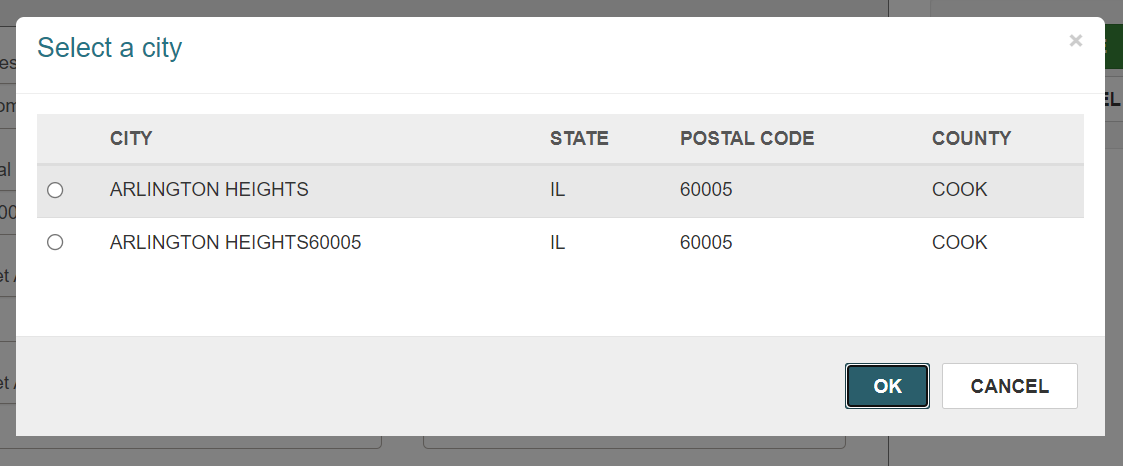 Select a city
×
CITY STATE POSTAL CODE COUNTY
ARLINGTON HEIGHTS IL 60005 COOK
ARLINGTON HEIGHTS60005 IL 60005 COOK
OK CANCEL